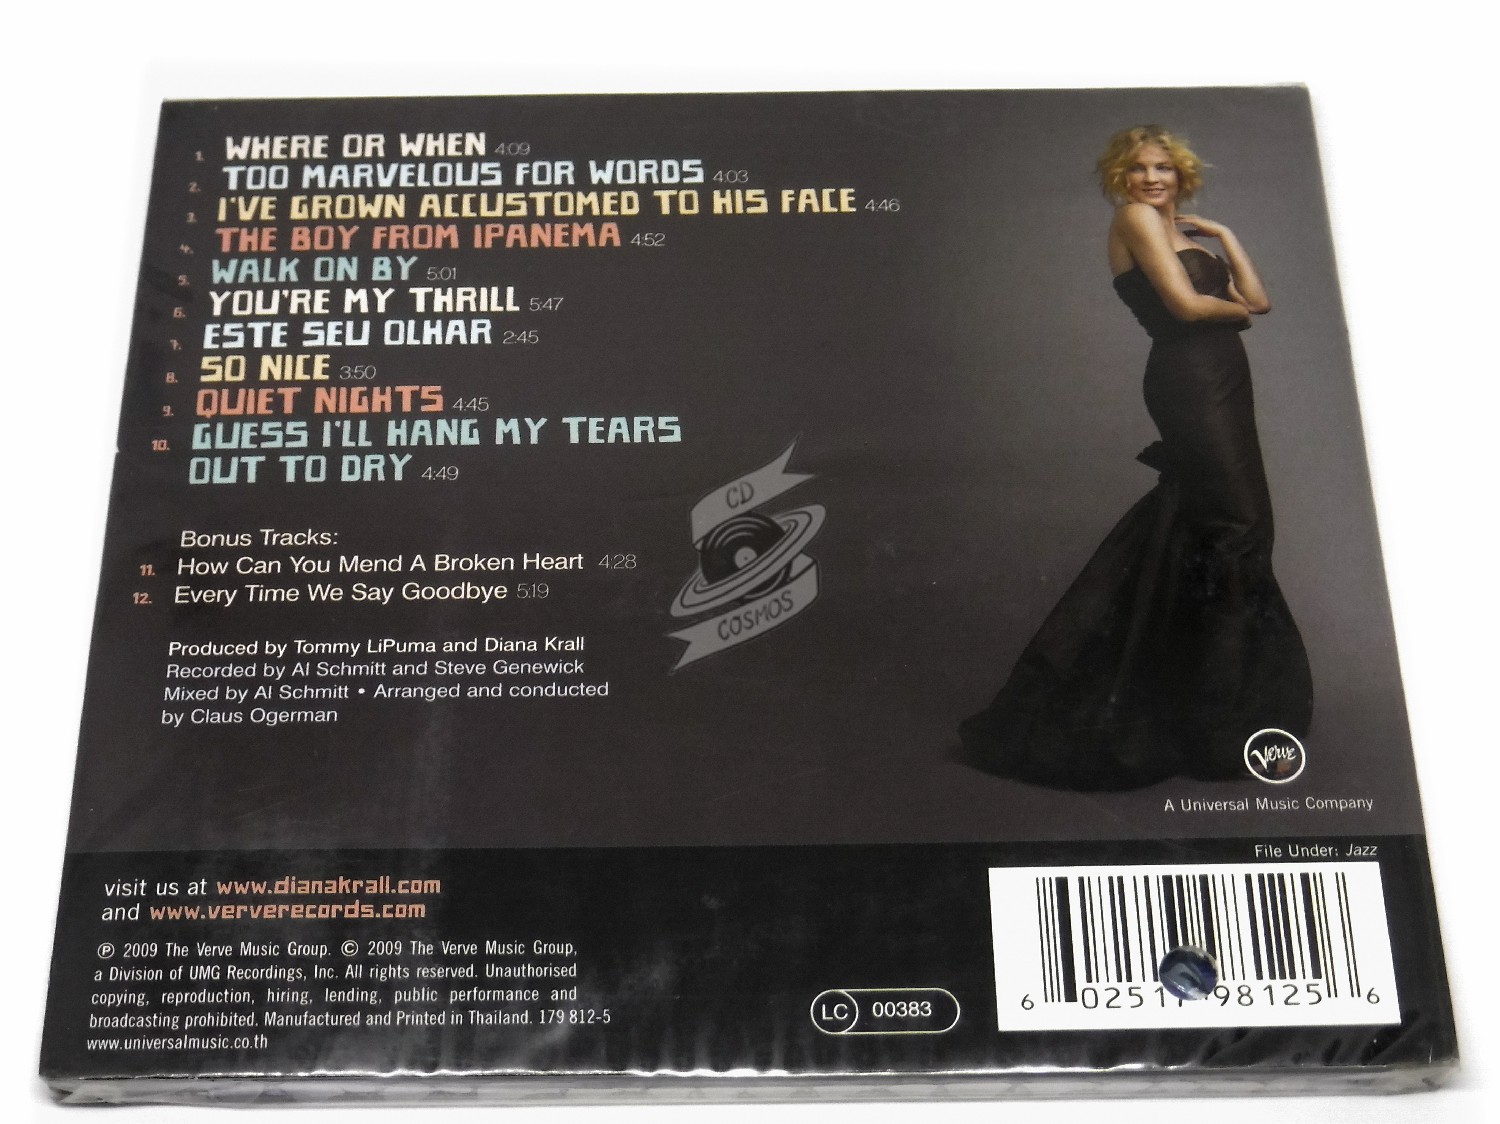 1. WHERE OR WHEN 4:09
2. TOO MARVELOUS FOR WORDS 4:03
3. I'VE GROWN ACCUSTOMED TO HIS FACE 4:46
4. THE BOY FROM IPANEMA 4:52
5. WALK ON BY 5:01
6. YOU'RE MY THRILL 5:47
7. ESTE SEU OLHAR 2:45
8. SO NICE 3:50
9. QUIET NIGHTS 4:45
10. GUESS I'LL HANG MY TEARS
OUT TO DRY 4:49
Bonus Tracks:
11. How Can You Mend A Broken Heart 4:28
12. Every Time We Say Goodbye 5:19
Produced by Tommy LiPuma and Diana Krall
Recorded by Al Schmitt and Steve Genewick
Mixed by Al Schmitt • Arranged and conducted
by Claus Ogerman
CD
COSMOS
Verve
A Universal Music Company
File Under: Jazz
visit us at www.dianakrall.com
and www.ververecords.com
℗ 2009 The Verve Music Group. © 2009 The Verve Music Group,
a Division of UMG Recordings, Inc. All rights reserved. Unauthorised
copying, reproduction, hiring, lending, public performance and
broadcasting prohibited. Manufactured and Printed in Thailand. 179 812-5
www.universalmusic.co.th
LC 00383
6 98125 6